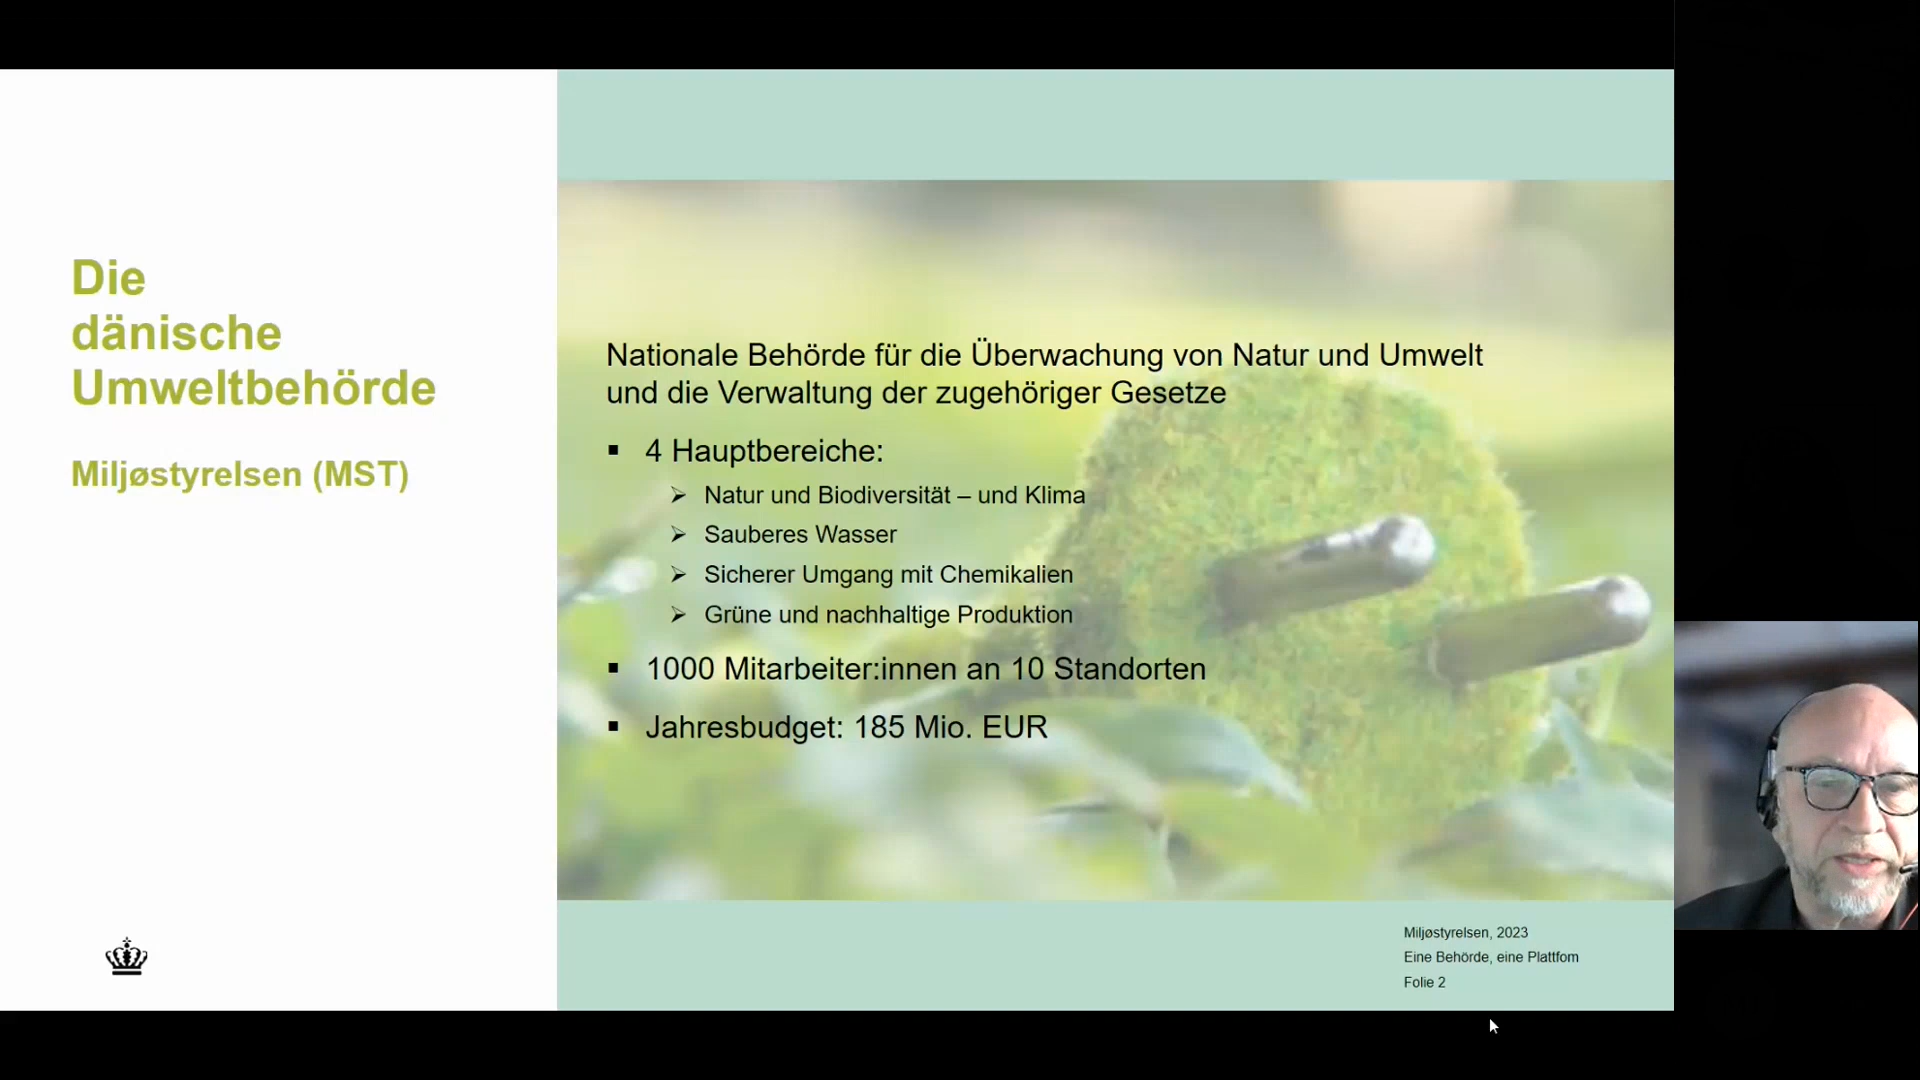 Die
dänische
Umweltbehörde
Miljøstyrelsen (MST)
Nationale Behörde für die Überwachung von Natur und Umwelt
und die Verwaltung der zugehöriger Gesetze
▪ 4 Hauptbereiche:
➢ Natur und Biodiversität – und Klima
➢ Sauberes Wasser
➢ Sicherer Umgang mit Chemikalien
➢ Grüne und nachhaltige Produktion
▪ 1000 Mitarbeiter:innen an 10 Standorten
▪ Jahresbudget: 185 Mio. EUR
Miljøstyrelsen, 2023
Eine Behörde, eine Plattfom
Folie 2